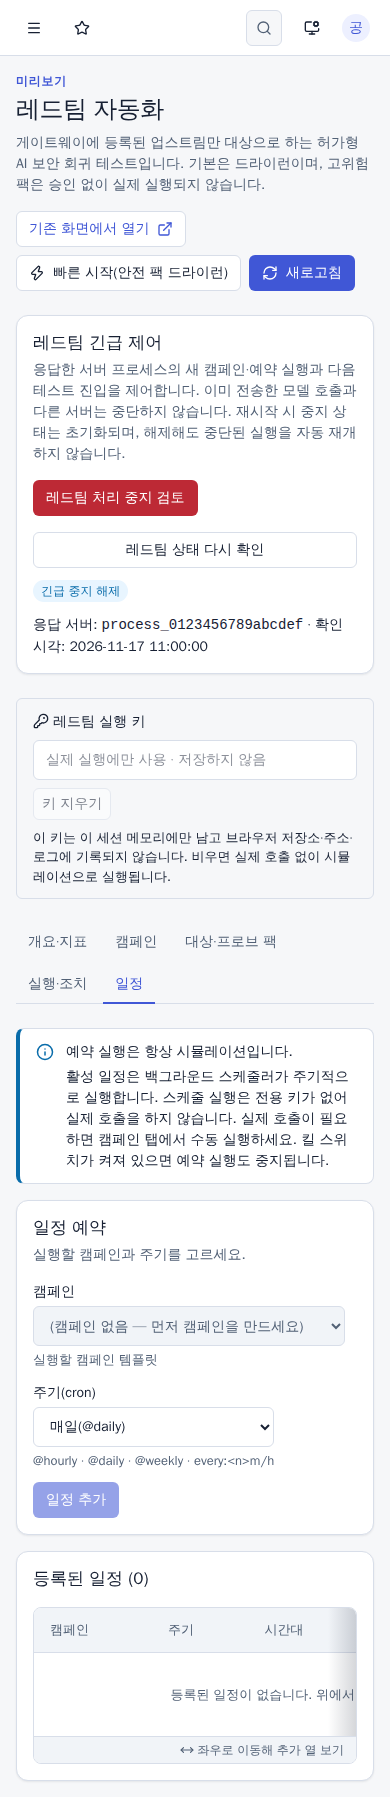 공
미리보기
레드팀 자동화
게이트웨이에 등록된 업스트림만 대상으로 하는 허가형
AI 보안 회귀 테스트입니다. 기본은 드라이런이며, 고위험
팩은 승인 없이 실제 실행되지 않습니다.
기존 화면에서 열기
빠른 시작(안전 팩 드라이런)
새로고침
레드팀 긴급 제어
응답한 서버 프로세스의 새 캠페인·예약 실행과 다음
테스트 진입을 제어합니다. 이미 전송한 모델 호출과
다른 서버는 중단하지 않습니다. 재시작 시 중지 상
태는 초기화되며, 해제해도 중단된 실행을 자동 재개
하지 않습니다.
레드팀 처리 중지 검토
레드팀 상태 다시 확인
긴급 중지 해제
응답 서버: process_0123456789abcdef · 확인
시각: 2026-11-17 11:00:00
레드팀 실행 키
실제 실행에만 사용 · 저장하지 않음
키 지우기
이 키는 이 세션 메모리에만 남고 브라우저 저장소·주소·
로그에 기록되지 않습니다. 비우면 실제 호출 없이 시뮬
레이션으로 실행됩니다.
개요·지표 캠페인 대상·프로브 팩
실행·조치 일정
예약 실행은 항상 시뮬레이션입니다.
활성 일정은 백그라운드 스케줄러가 주기적으
로 실행합니다. 스케줄 실행은 전용 키가 없어
실제 호출을 하지 않습니다. 실제 호출이 필요
하면 캠페인 탭에서 수동 실행하세요. 킬 스위
치가 켜져 있으면 예약 실행도 중지됩니다.
일정 예약
실행할 캠페인과 주기를 고르세요.
캠페인
(캠페인 없음 — 먼저 캠페인을 만드세요)
실행할 캠페인 템플릿
주기(cron)
매일(@daily)
@hourly · @daily · @weekly · every:<n>m/h
일정 추가
등록된 일정 (0)
캠페인 주기 시간대
등록된 일정이 없습니다. 위에서
좌우로 이동해 추가 열 보기